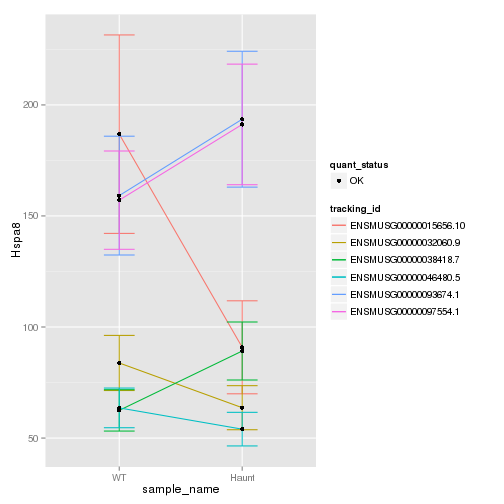 Hspa8
200
150
100
50
WT
Haunt
sample_name
quant_status
OK
tracking_id
ENSMUSG00000015656.10
ENSMUSG00000032060.9
ENSMUSG00000038418.7
ENSMUSG00000046480.5
ENSMUSG00000093674.1
ENSMUSG00000097554.1